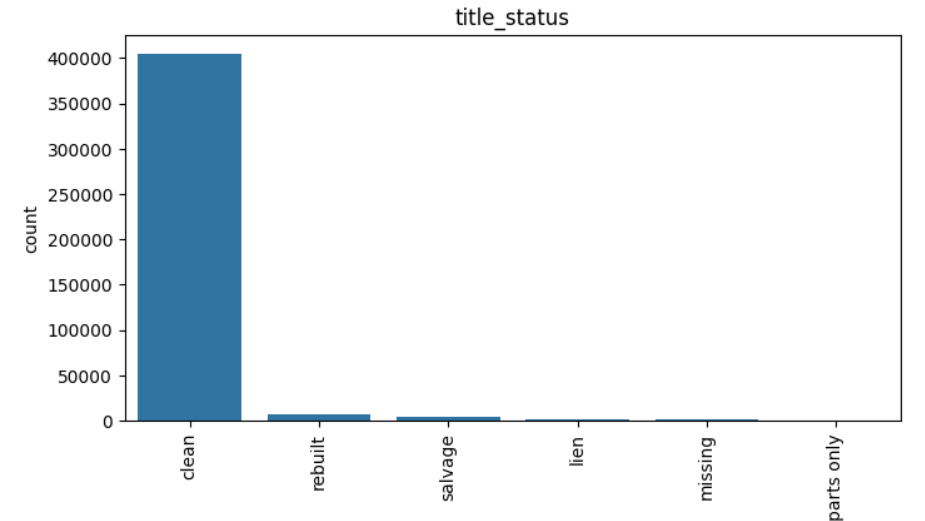 title_status
400000
350000
300000
250000
200000
150000
100000
50000
0
count
clean
rebuilt
salvage
lien
missing
parts only